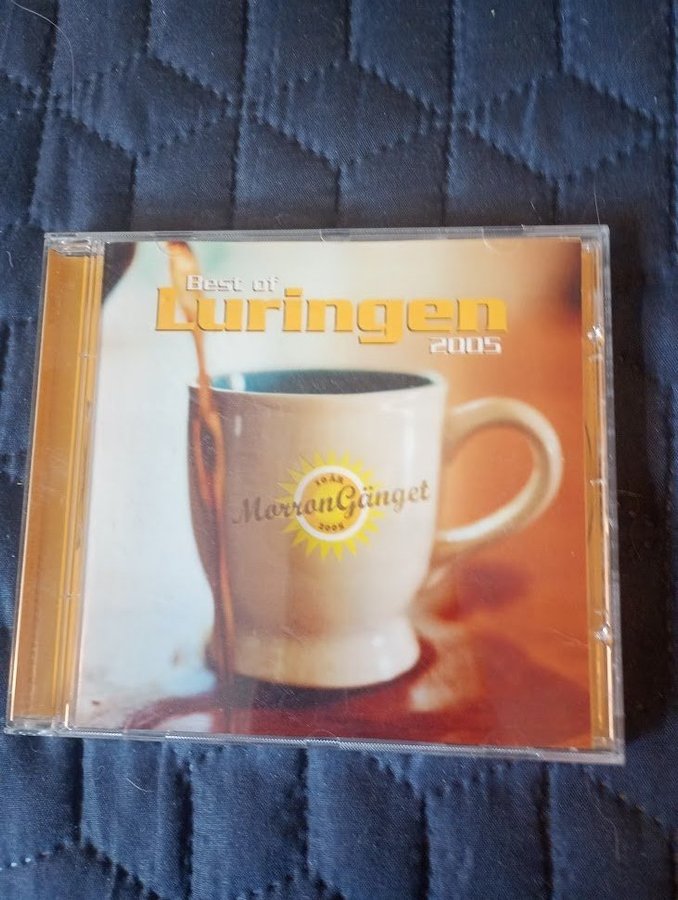 Best of
Luringen
2005
10 ÅR
MorronGänget
2005